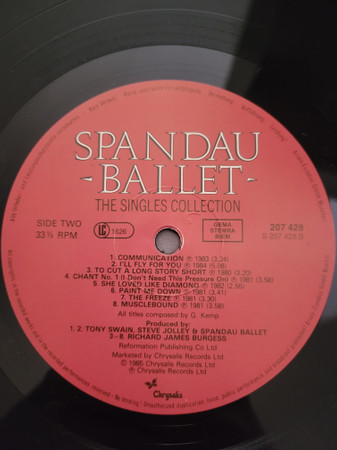 SPANDAU
- BALLET -
THE SINGLES COLLECTION
SIDE TWO
33⅓ RPM
LC 1626
GEMA
STEMRA
BIEM
207 428
S 207 428 B
1. COMMUNICATION ℗ 1983 (3.24)
2. I'LL FLY FOR YOU ℗ 1984 (5.08)
3. TO CUT A LONG STORY SHORT ℗ 1980 (3.20)
4. CHANT No. 1 (I Don't Need This Pressure On) ℗ 1981 (3.58)
5. SHE LOVED LIKE DIAMOND ℗ 1982 (2.55)
6. PAINT ME DOWN ℗ 1981 (3.41)
7. THE FREEZE ℗ 1981 (3.30)
8. MUSCLEBOUND ℗ 1981 (3.58)
All titles composed by G. Kemp
Produced by:
1, 2. TONY SWAIN, STEVE JOLLEY & SPANDAU BALLET
3-8. RICHARD JAMES BURGESS
Reformation Publishing Co Ltd
Marketed by Chrysalis Records Ltd
© 1985 Chrysalis Records Ltd
℗ Chrysalis Records Ltd
Chrysalis